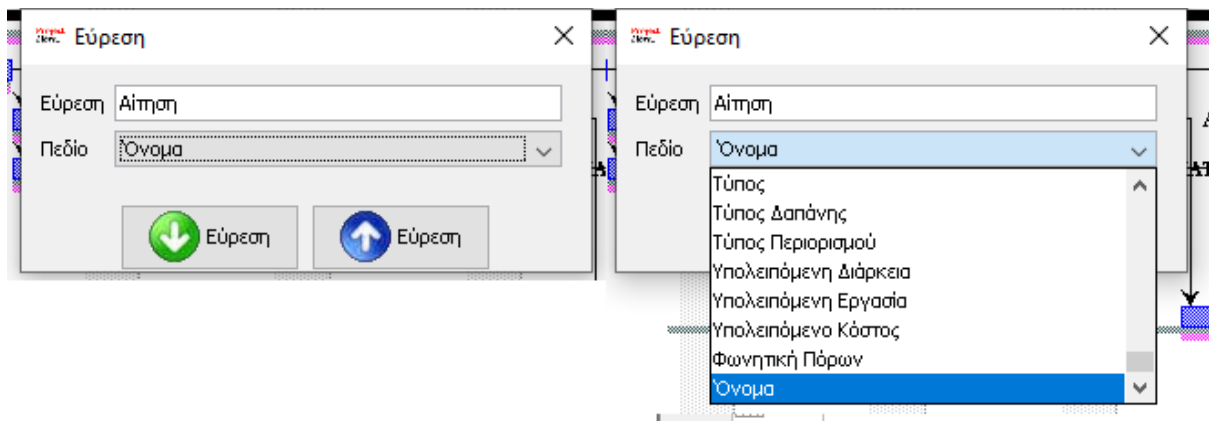 Εύρεση
Εύρεση Αίτηση
Πεδίο Όνομα
Εύρεση Εύρεση
Εύρεση
Εύρεση Αίτηση
Πεδίο Όνομα
Τύπος
Τύπος Δαπάνης
Τύπος Περιορισμού
Υπολειπόμενη Διάρκεια
Υπολειπόμενη Εργασία
Υπολειπόμενο Κόστος
Φωνητική Πόρων
Όνομα